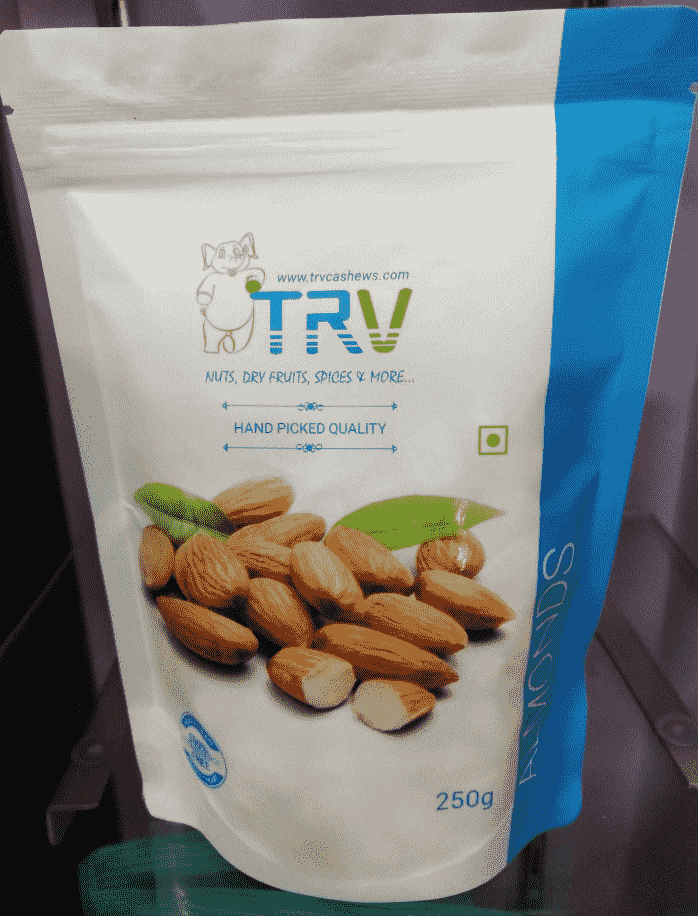 www.trvcashews.com
TRV
NUTS, DRY FRUITS, SPICES & MORE...
HAND PICKED QUALITY
ALMONDS
250g